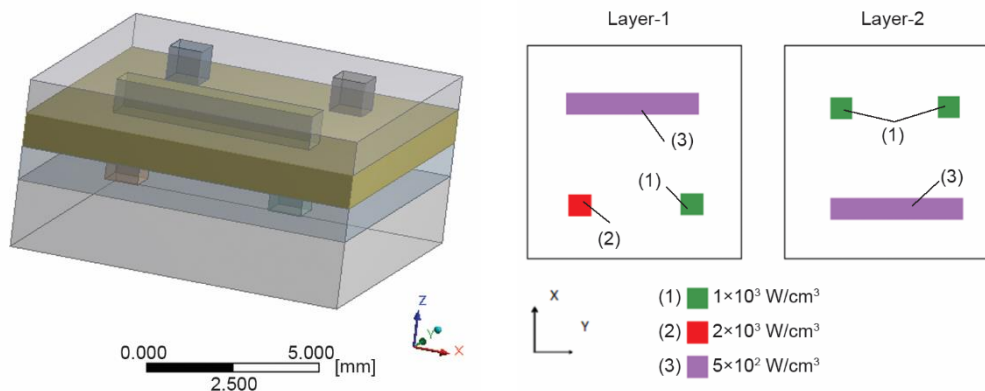 Layer-1
Layer-2
(3)
(1)
(2)
(1)
(3)
Z
Y
X
0.000
5.000
[mm]
2.500
X
Y
(1) 1×10³ W/cm³
(2) 2×10³ W/cm³
(3) 5×10² W/cm³